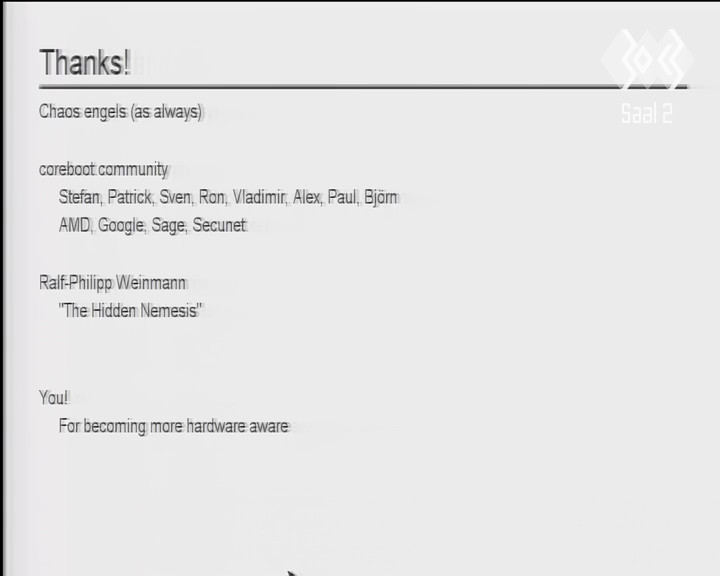 Thanks!
Saal 2
Chaos engels (as always)
coreboot community
Stefan, Patrick, Sven, Ron, Vladimir, Alex, Paul, Björn
AMD, Google, Sage, Secunet
Ralf-Philipp Weinmann
"The Hidden Nemesis"
You!
For becoming more hardware aware